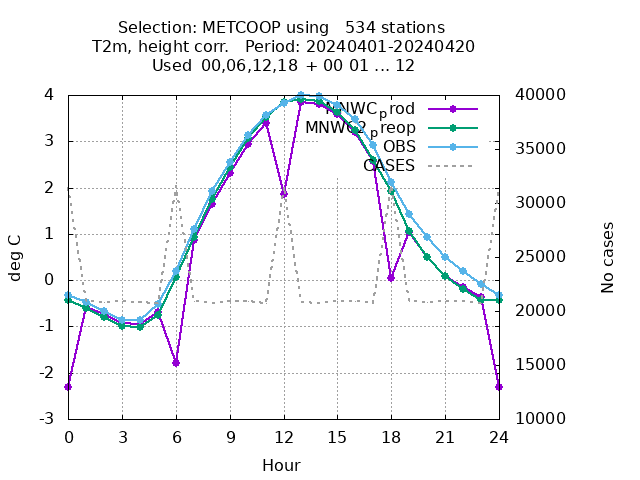 Selection: METCOOP using   534 stations
T2m, height corr.   Period: 20240401-20240420
Used  00,06,12,18  + 00 01 ... 12
4 40000
MNWC_prod
MNWC2_preop
3 35000
OBS
CASES
2 30000
1 25000
deg C
No cases
0
-1 20000
-2 15000
-3 10000
0 3 6 9 12 15 18 21 24
Hour